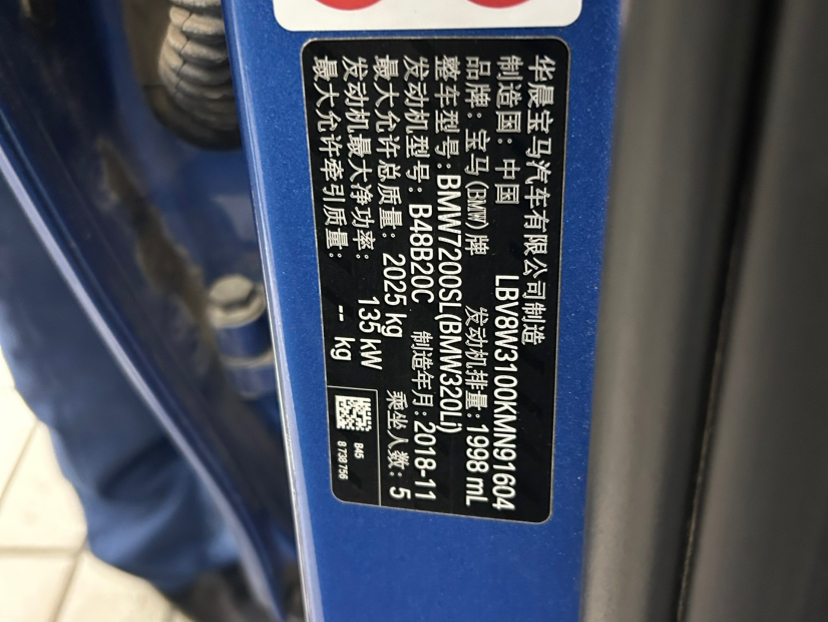 华晨宝马汽车有限公司制造
制造国：中国 LBV8W3100KMN91604
品牌：宝马(BMW)牌 发动机排量：1998 mL
整车型号：BMW7200SL(BMW320Li)
发动机型号：B48B20C 制造年月：2018-11
最大允许总质量：2025 kg 乘坐人数：5
发动机最大净功率：135 kW
最大允许牵引质量：-- kg
B45
8 738 756